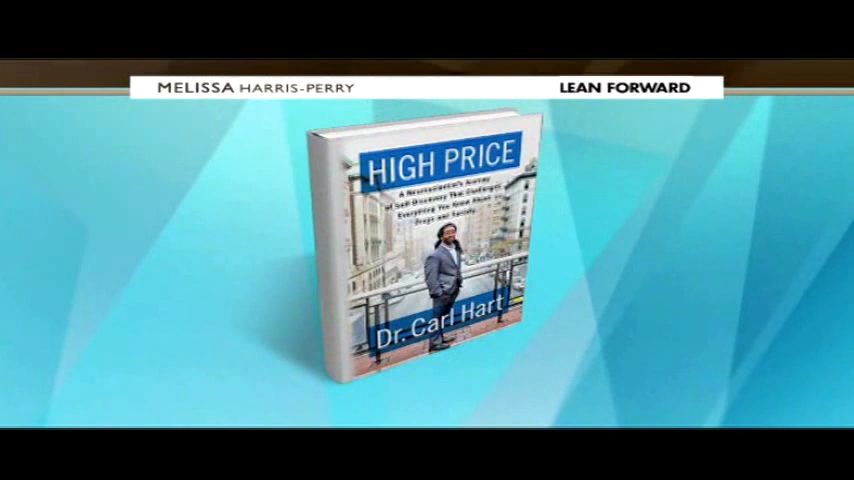 MELISSA HARRIS-PERRY LEAN FORWARD
HIGH PRICE
A Neuroscientist's Journey
of Self-Discovery That Challenges
Everything You Know About
Drugs and Society
Dr. Carl Hart